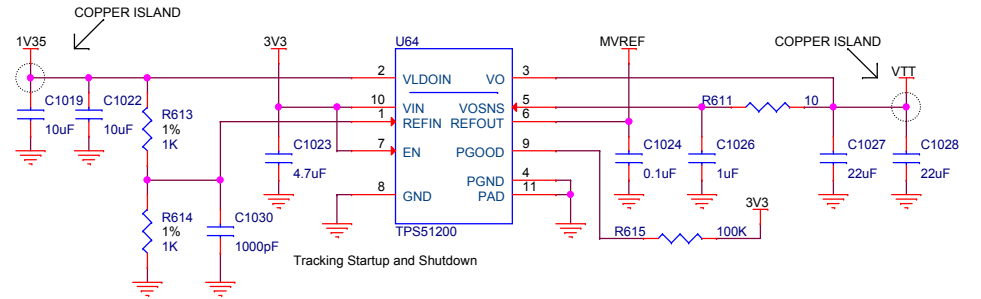 COPPER ISLAND
1V35
3V3
U64
MVREF
COPPER ISLAND
VTT
2
VLDOIN
VO
3
C1019
10uF
C1022
10uF
R613
1%
1K
10
VIN
VOSNS
5
R611
10
1
REFIN
REFOUT
6
C1023
4.7uF
7
EN
PGOOD
9
C1024
0.1uF
C1026
1uF
C1027
22uF
C1028
22uF
8
GND
PGND
4
PAD
11
R614
1%
1K
C1030
1000pF
TPS51200
R615
100K
3V3
Tracking Startup and Shutdown